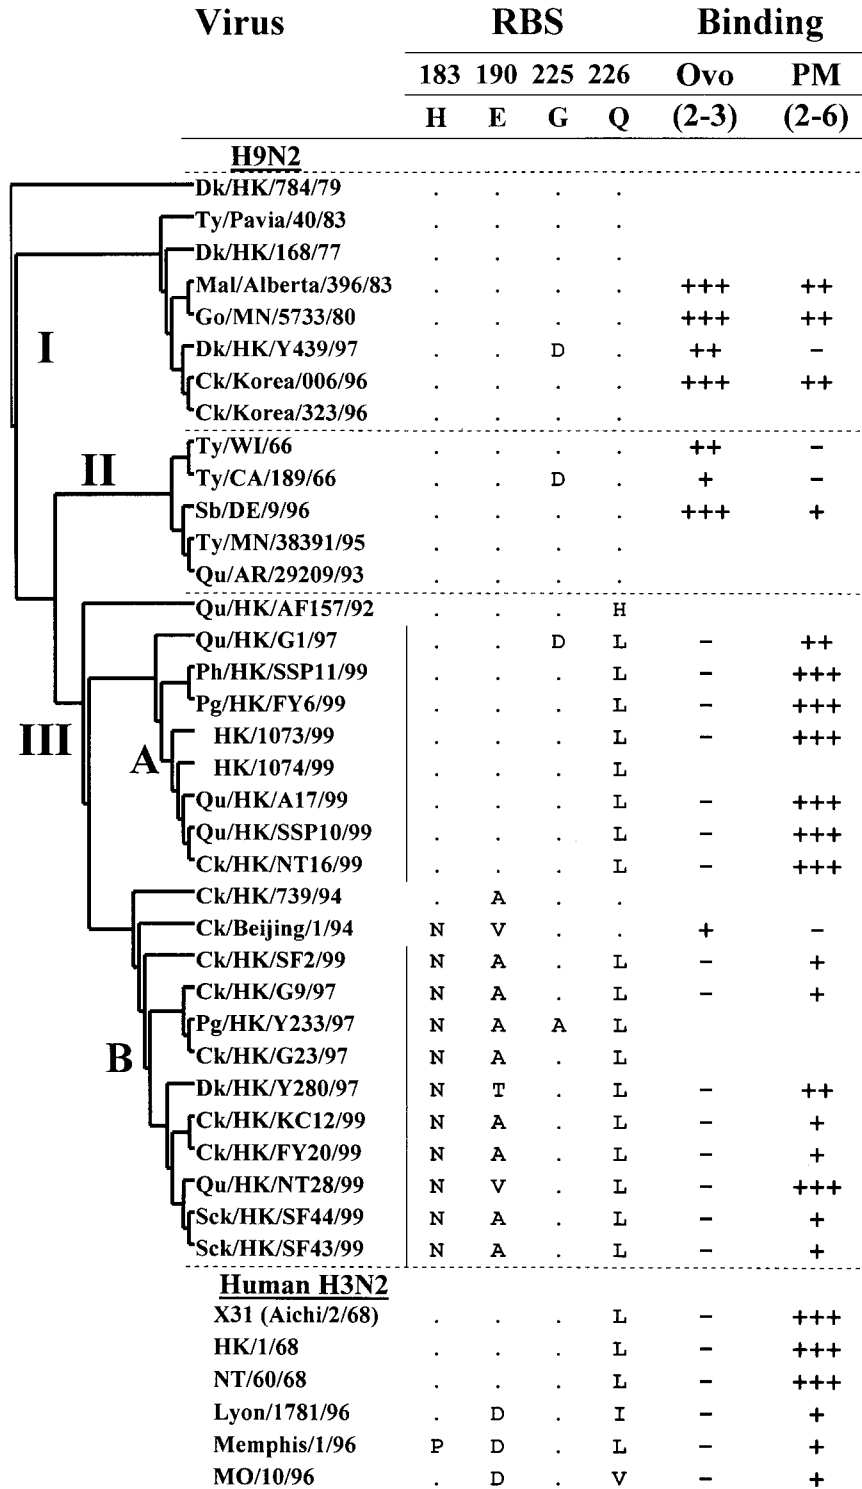 Virus RBS Binding
183 190 225 226 Ovo PM
H E G Q (2-3) (2-6)
H9N2
Dk/HK/784/79 . . . .
Ty/Pavia/40/83 . . . .
Dk/HK/168/77 . . . .
Mal/Alberta/396/83 . . . . +++ ++
Go/MN/5733/80 . . . . +++ ++
I
Dk/HK/Y439/97 . . D . ++ –
Ck/Korea/006/96 . . . . +++ ++
Ck/Korea/323/96 . . . .
Ty/WI/66 . . . . ++ –
II
Ty/CA/189/66 . . D . + –
Sb/DE/9/96 . . . . +++ +
Ty/MN/38391/95 . . . .
Qu/AR/29209/93 . . . .
Qu/HK/AF157/92 . . . H
Qu/HK/G1/97 . . D L – ++
Ph/HK/SSP11/99 . . . L – +++
Pg/HK/FY6/99 . . . L – +++
III
HK/1073/99 . . . L – +++
A
HK/1074/99 . . . L
Qu/HK/A17/99 . . . L – +++
Qu/HK/SSP10/99 . . . L – +++
Ck/HK/NT16/99 . . . L – +++
Ck/HK/739/94 . A . .
Ck/Beijing/1/94 N V . . + –
Ck/HK/SF2/99 N A . L – +
Ck/HK/G9/97 N A . L – +
Pg/HK/Y233/97 N A A L
B
Ck/HK/G23/97 N A . L
Dk/HK/Y280/97 N T . L – ++
Ck/HK/KC12/99 N A . L – +
Ck/HK/FY20/99 N A . L – +
Qu/HK/NT28/99 N V . L – +++
Sck/HK/SF44/99 N A . L – +
Sck/HK/SF43/99 N A . L – +
Human H3N2
X31 (Aichi/2/68) . . . L – +++
HK/1/68 . . . L – +++
NT/60/68 . . . L – +++
Lyon/1781/96 . D . I – +
Memphis/1/96 P D . L – +
MO/10/96 . D . V – +